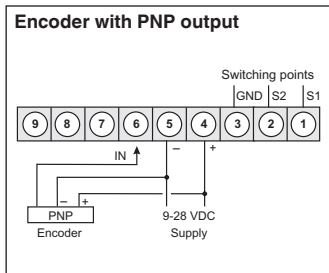 Encoder with PNP output
Switching points
GND S2 S1
9 8 7 6 5 4 3 2 1
IN – +
– +
PNP 9-28 VDC
Encoder Supply